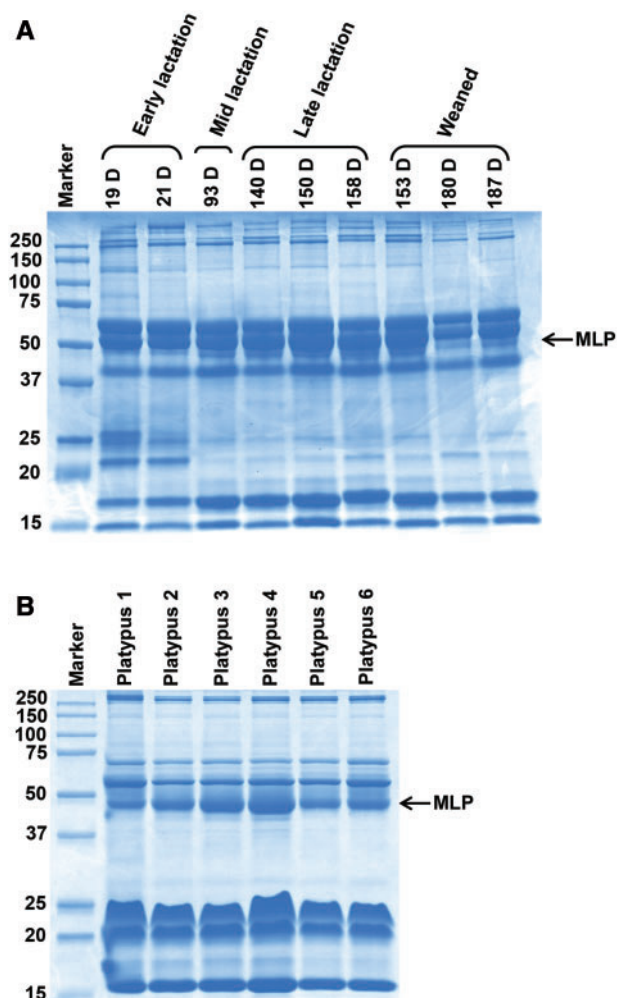 A
Early lactation
Mid lactation
Late lactation
Weaned
Marker
19 D
21 D
93 D
140 D
150 D
158 D
153 D
180 D
187 D
250
150
100
75
50
MLP
37
25
20
15
B
Marker
Platypus 1
Platypus 2
Platypus 3
Platypus 4
Platypus 5
Platypus 6
250
150
100
75
50
MLP
37
25
20
15